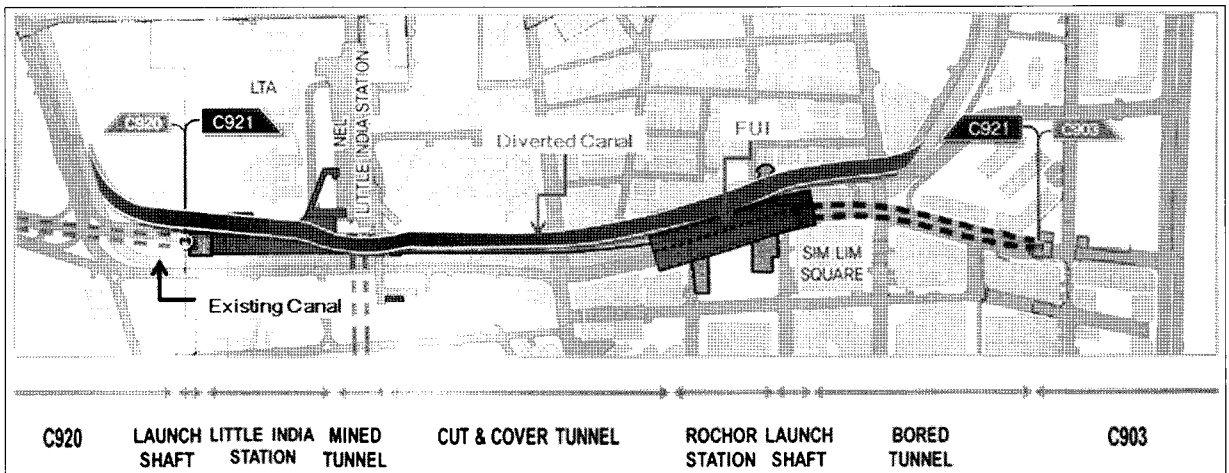 LTA
C920
C921
NEL
LITTLE INDIA STATION
Diverted Canal
FUI
C921
C903
SIM LIM
SQUARE
Existing Canal
C920
LAUNCH
SHAFT
LITTLE INDIA
STATION
MINED
TUNNEL
CUT & COVER TUNNEL
ROCHOR
STATION
LAUNCH
SHAFT
BORED
TUNNEL
C903